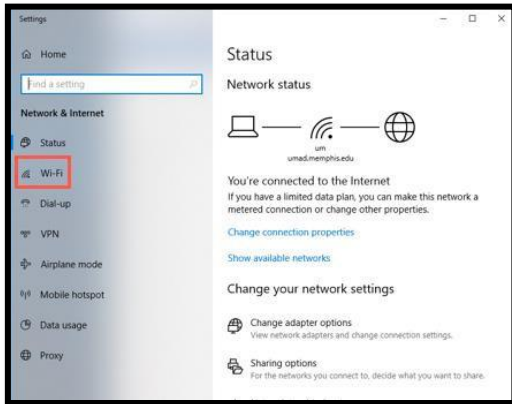 Settings
Home
Find a setting
Network & Internet
Status
Wi-Fi
Dial-up
VPN
Airplane mode
Mobile hotspot
Data usage
Proxy
Status
Network status
um
umad.memphis.edu
You're connected to the Internet
If you have a limited data plan, you can make this network a
metered connection or change other properties.
Change connection properties
Show available networks
Change your network settings
Change adapter options
View network adapters and change connection settings.
Sharing options
For the networks you connect to, decide what you want to share.